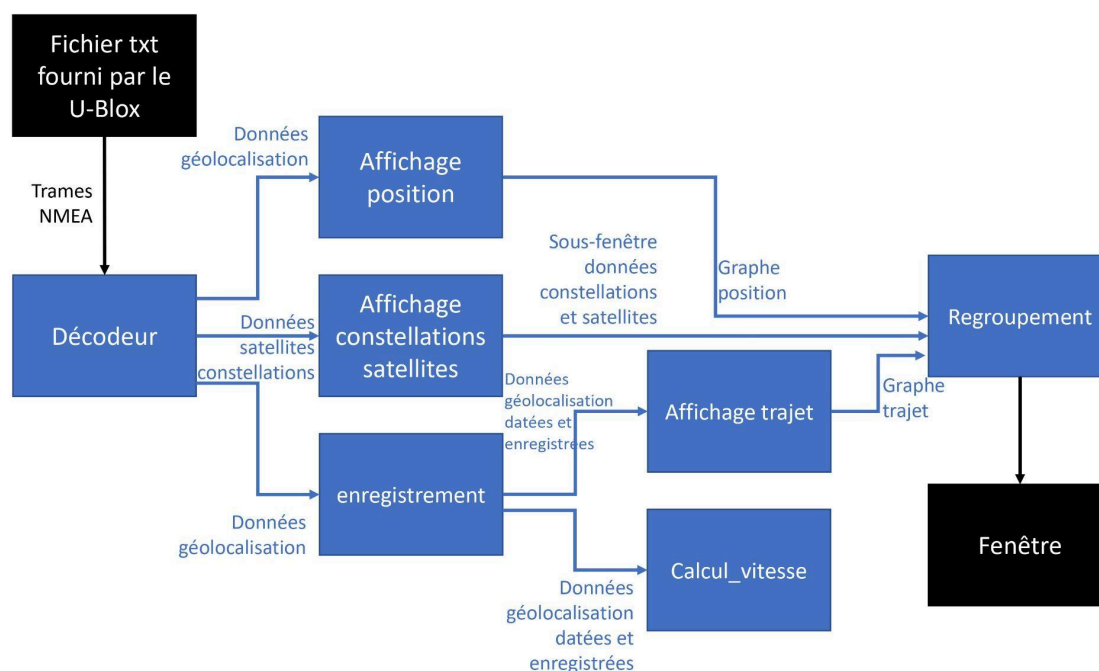 Fichier txt
fourni par le
U-Blox
Trames
NMEA
Décodeur
Données
géolocalisation
Affichage
position
Données
satellites
constellations
Affichage
constellations
satellites
Données
géolocalisation
enregistrement
Sous-fenêtre
données
constellations
et satellites
Graphe
position
Données
géolocalisation
datées et
enregistrées
Affichage trajet
Graphe
trajet
Données
géolocalisation
datées et
enregistrées
Calcul_vitesse
Regroupement
Fenêtre